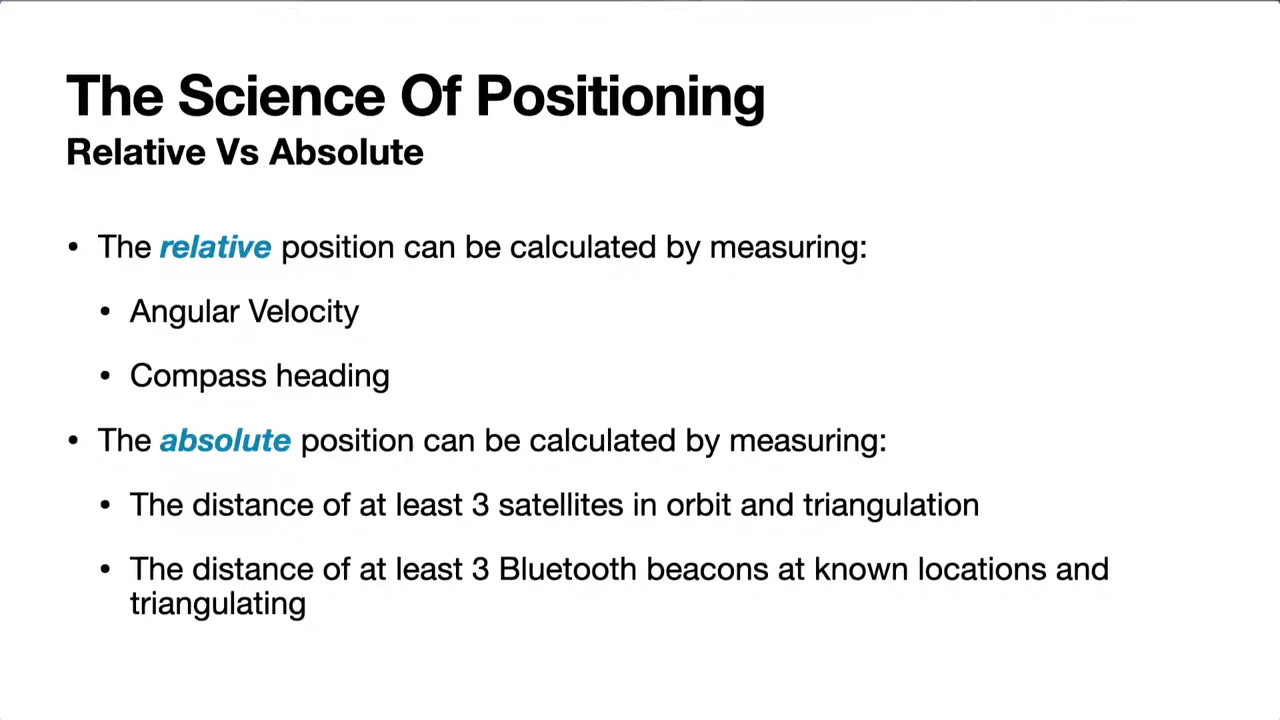 The Science Of Positioning
Relative Vs Absolute
• The relative position can be calculated by measuring:
• Angular Velocity
• Compass heading
• The absolute position can be calculated by measuring:
• The distance of at least 3 satellites in orbit and triangulation
• The distance of at least 3 Bluetooth beacons at known locations and
triangulating